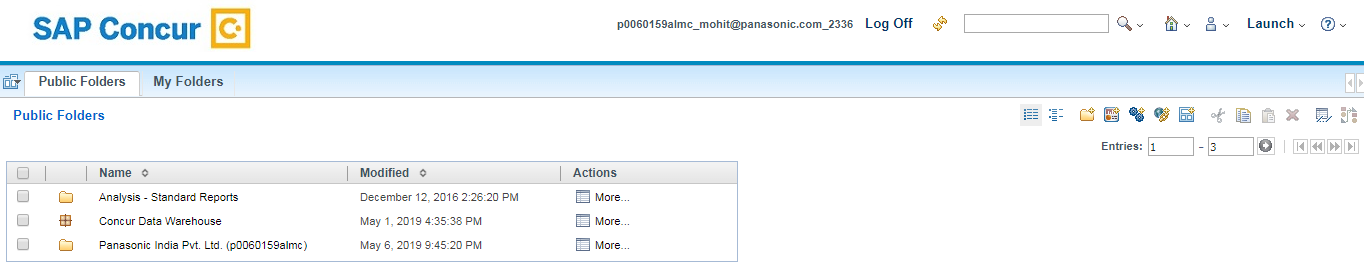 SAP Concur C.
p0060159almc_mohit@panasonic.com_2336 Log Off Launch
Public Folders My Folders
Public Folders
Entries: 1 - 3
Name Modified Actions
Analysis - Standard Reports December 12, 2016 2:26:20 PM More...
Concur Data Warehouse May 1, 2019 4:35:38 PM More...
Panasonic India Pvt. Ltd. (p0060159almc) May 6, 2019 9:45:20 PM More...